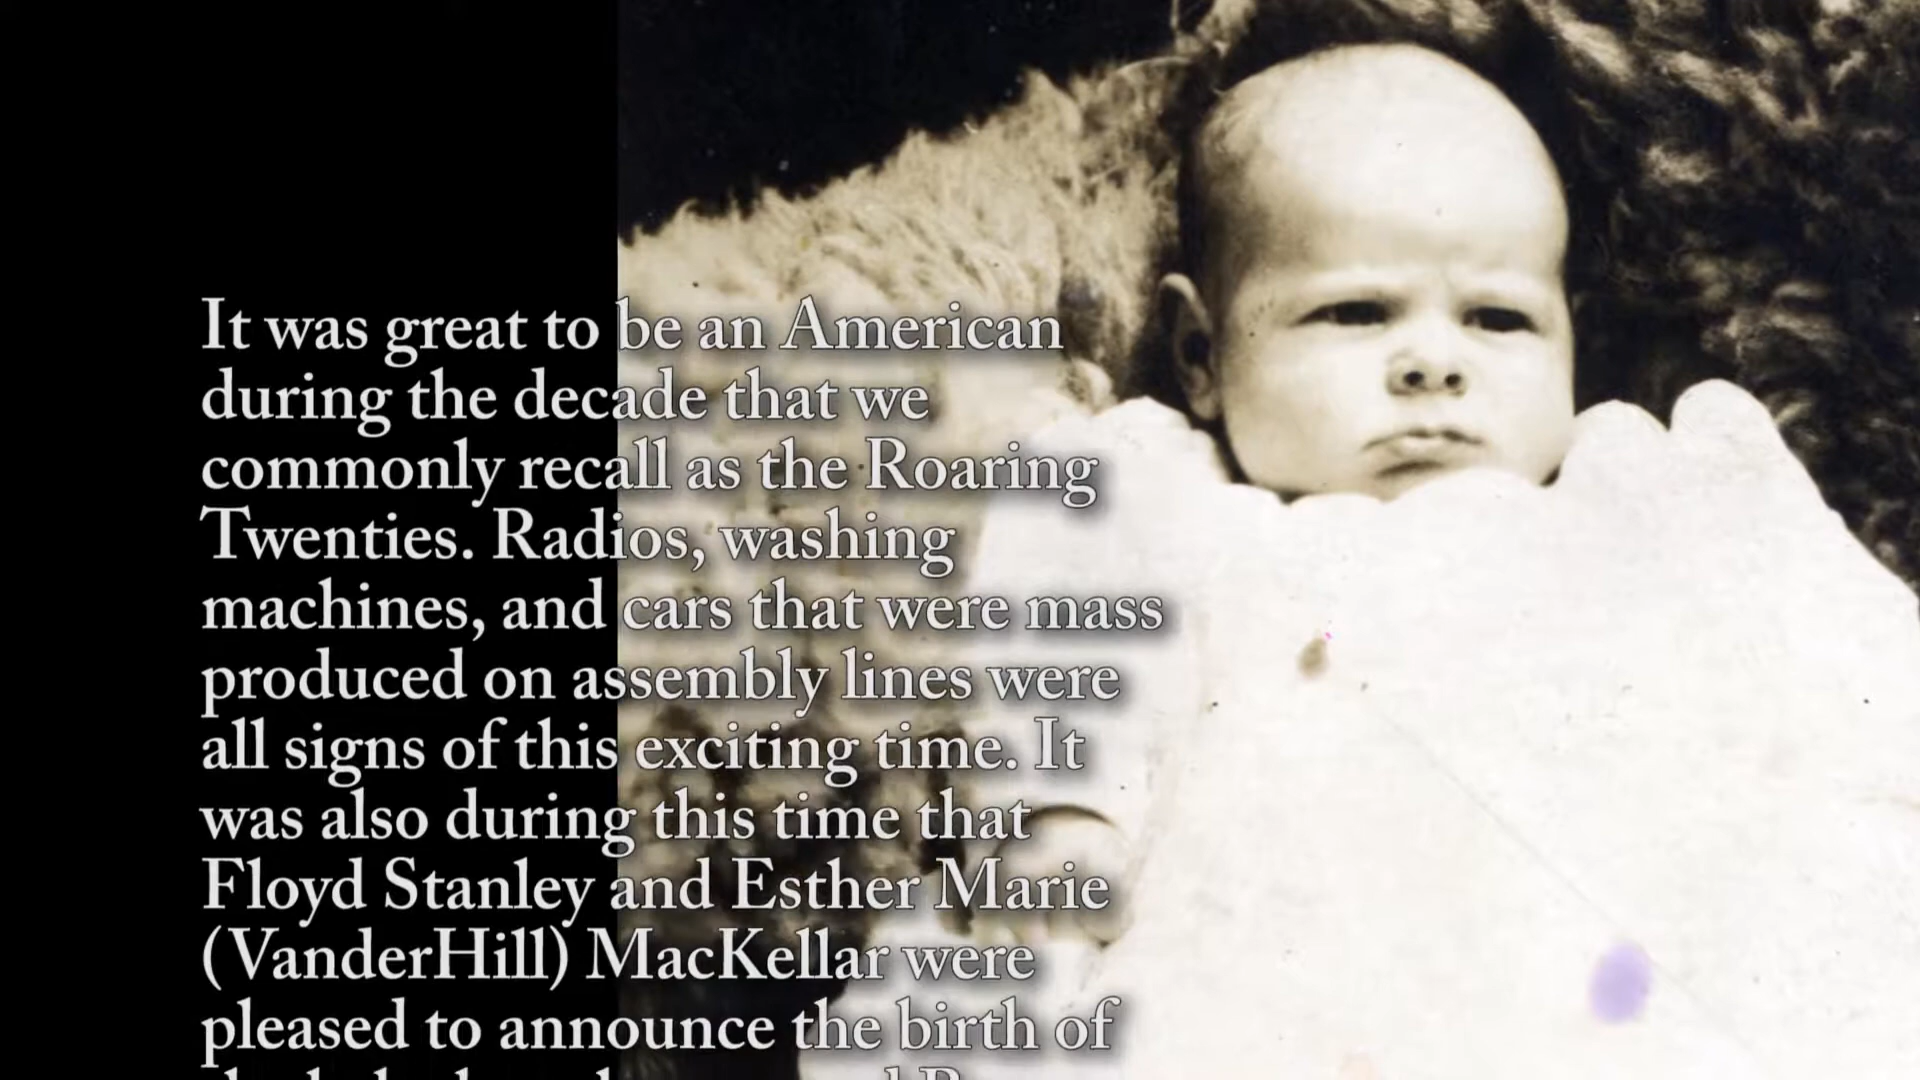 It was great to be an American
during the decade that we
commonly recall as the Roaring
Twenties. Radios, washing
machines, and cars that were mass
produced on assembly lines were
all signs of this exciting time. It
was also during this time that
Floyd Stanley and Esther Marie
(VanderHill) MacKellar were
pleased to announce the birth of